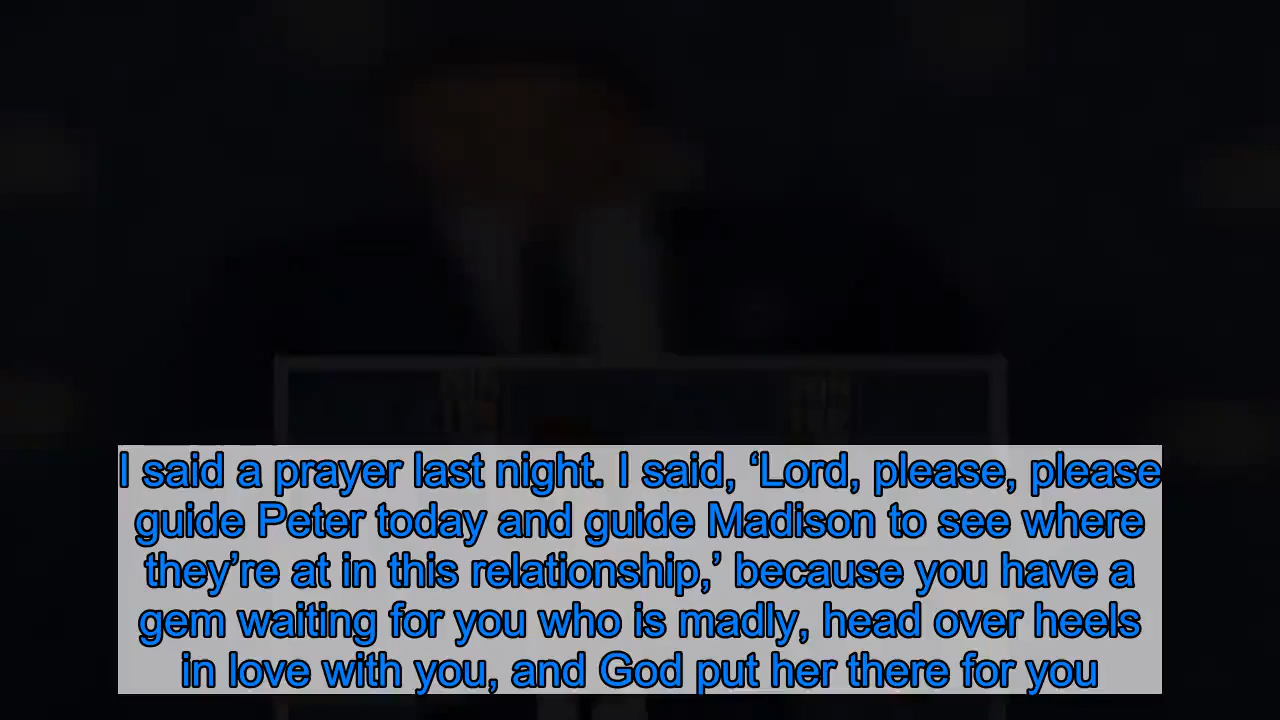 I said a prayer last night. I said, ‘Lord, please, please
guide Peter today and guide Madison to see where
they’re at in this relationship,’ because you have a
gem waiting for you who is madly, head over heels
in love with you, and God put her there for you